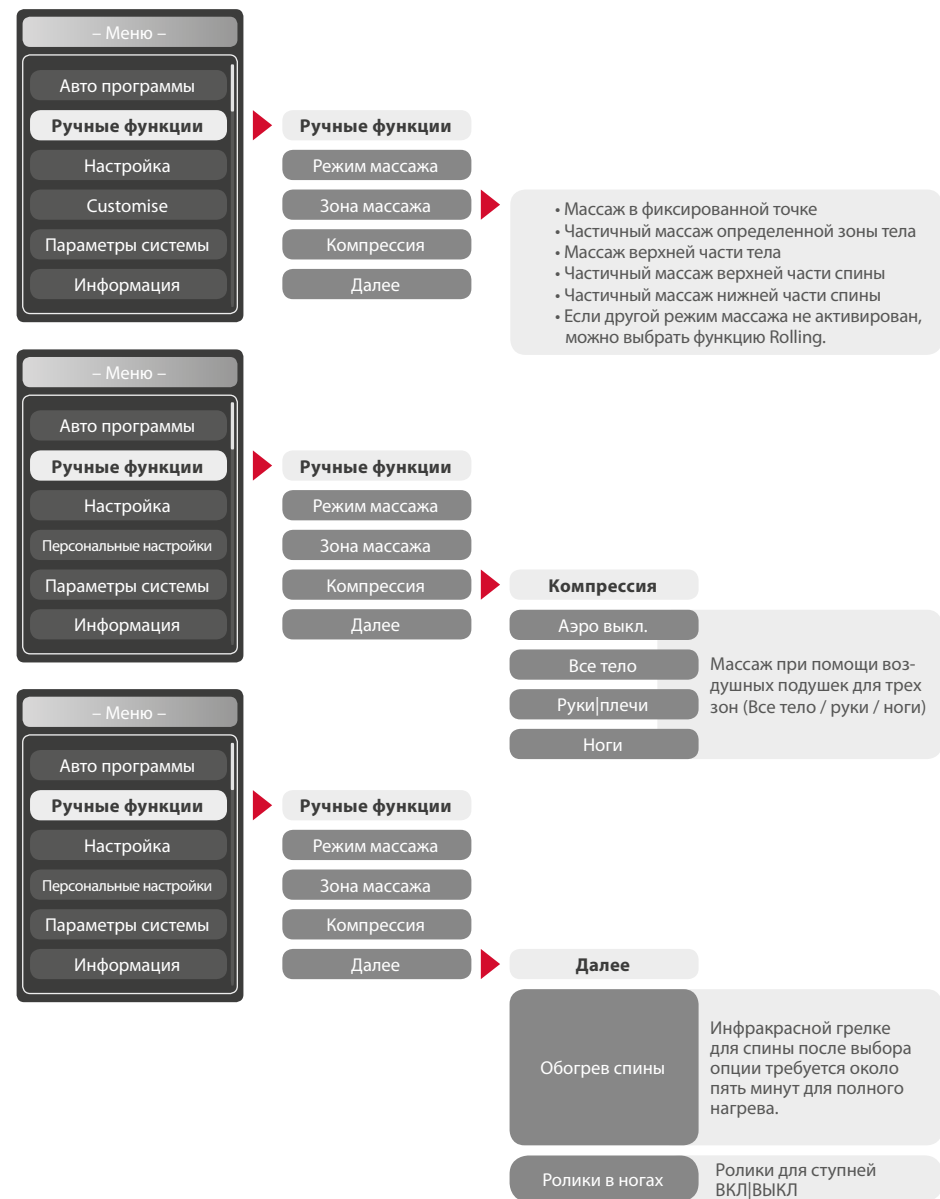 – Меню –
Авто программы
Ручные функции
Настройка
Customise
Параметры системы
Информация
Ручные функции
Режим массажа
Зона массажа
Компрессия
Далее
• Массаж в фиксированной точке
• Частичный массаж определенной зоны тела
• Массаж верхней части тела
• Частичный массаж верхней части спины
• Частичный массаж нижней части спины
• Если другой режим массажа не активирован,
можно выбрать функцию Rolling.
– Меню –
Авто программы
Ручные функции
Настройка
Персональные настройки
Параметры системы
Информация
Ручные функции
Режим массажа
Зона массажа
Компрессия
Далее
Компрессия
Аэро выкл.
Все тело
Руки|плечи
Ноги
Массаж при помощи воз-
душных подушек для трех
зон (Все тело / руки / ноги)
– Меню –
Авто программы
Ручные функции
Настройка
Персональные настройки
Параметры системы
Информация
Ручные функции
Режим массажа
Зона массажа
Компрессия
Далее
Далее
Обогрев спины
Инфракрасной грелке
для спины после выбора
опции требуется около
пять минут для полного
нагрева.
Ролики в ногах
Ролики для ступней
ВКЛ|ВЫКЛ